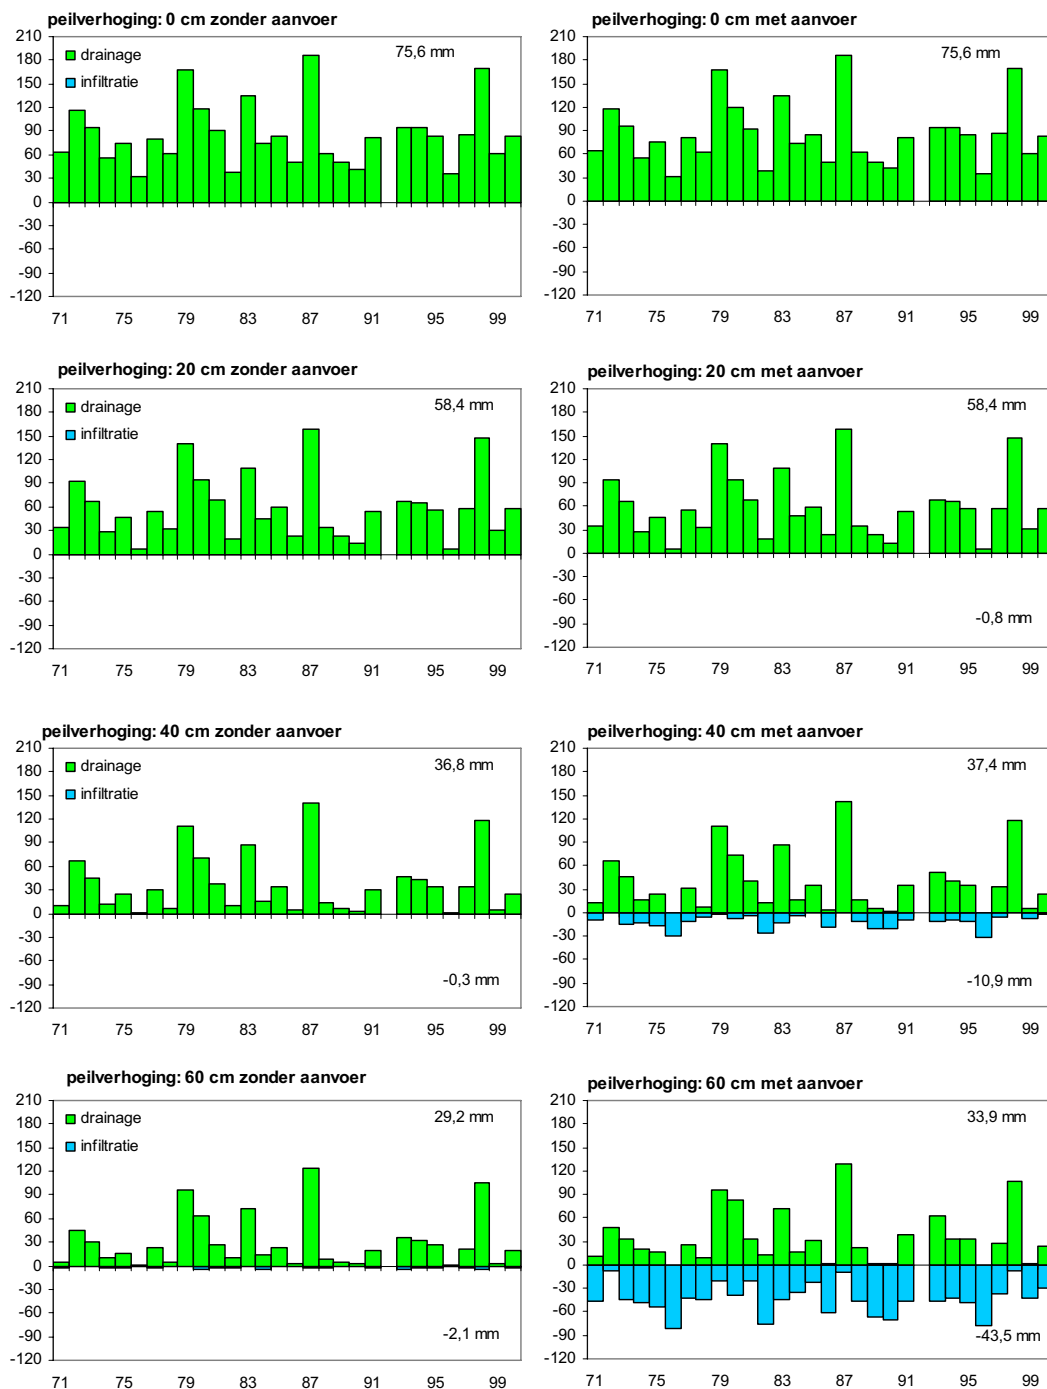 peilverhoging: 0 cm zonder aanvoer
210
180
150
120
90
60
30
0
-30
-60
-90
-120
drainage
infiltratie
75,6 mm
71 75 79 83 87 91 95 99
peilverhoging: 0 cm met aanvoer
210
180
150
120
90
60
30
0
-30
-60
-90
-120
75,6 mm
71 75 79 83 87 91 95 99
peilverhoging: 20 cm zonder aanvoer
210
180
150
120
90
60
30
0
-30
-60
-90
-120
drainage
infiltratie
58,4 mm
71 75 79 83 87 91 95 99
peilverhoging: 20 cm met aanvoer
210
180
150
120
90
60
30
0
-30
-60
-90
-120
58,4 mm
-0,8 mm
71 75 79 83 87 91 95 99
peilverhoging: 40 cm zonder aanvoer
210
180
150
120
90
60
30
0
-30
-60
-90
-120
drainage
infiltratie
36,8 mm
-0,3 mm
71 75 79 83 87 91 95 99
peilverhoging: 40 cm met aanvoer
210
180
150
120
90
60
30
0
-30
-60
-90
-120
37,4 mm
-10,9 mm
71 75 79 83 87 91 95 99
peilverhoging: 60 cm zonder aanvoer
210
180
150
120
90
60
30
0
-30
-60
-90
-120
drainage
infiltratie
29,2 mm
-2,1 mm
71 75 79 83 87 91 95 99
peilverhoging: 60 cm met aanvoer
210
180
150
120
90
60
30
0
-30
-60
-90
-120
33,9 mm
-43,5 mm
71 75 79 83 87 91 95 99